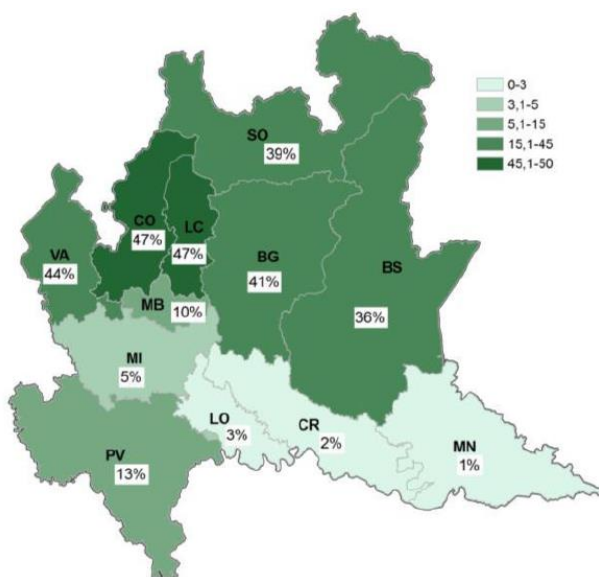 0-3
3,1-5
5,1-15
15,1-45
45,1-50
SO
39%
CO
47%
LC
47%
VA
44%
BG
41%
BS
36%
MB
10%
MI
5%
LO
3%
CR
2%
MN
1%
PV
13%